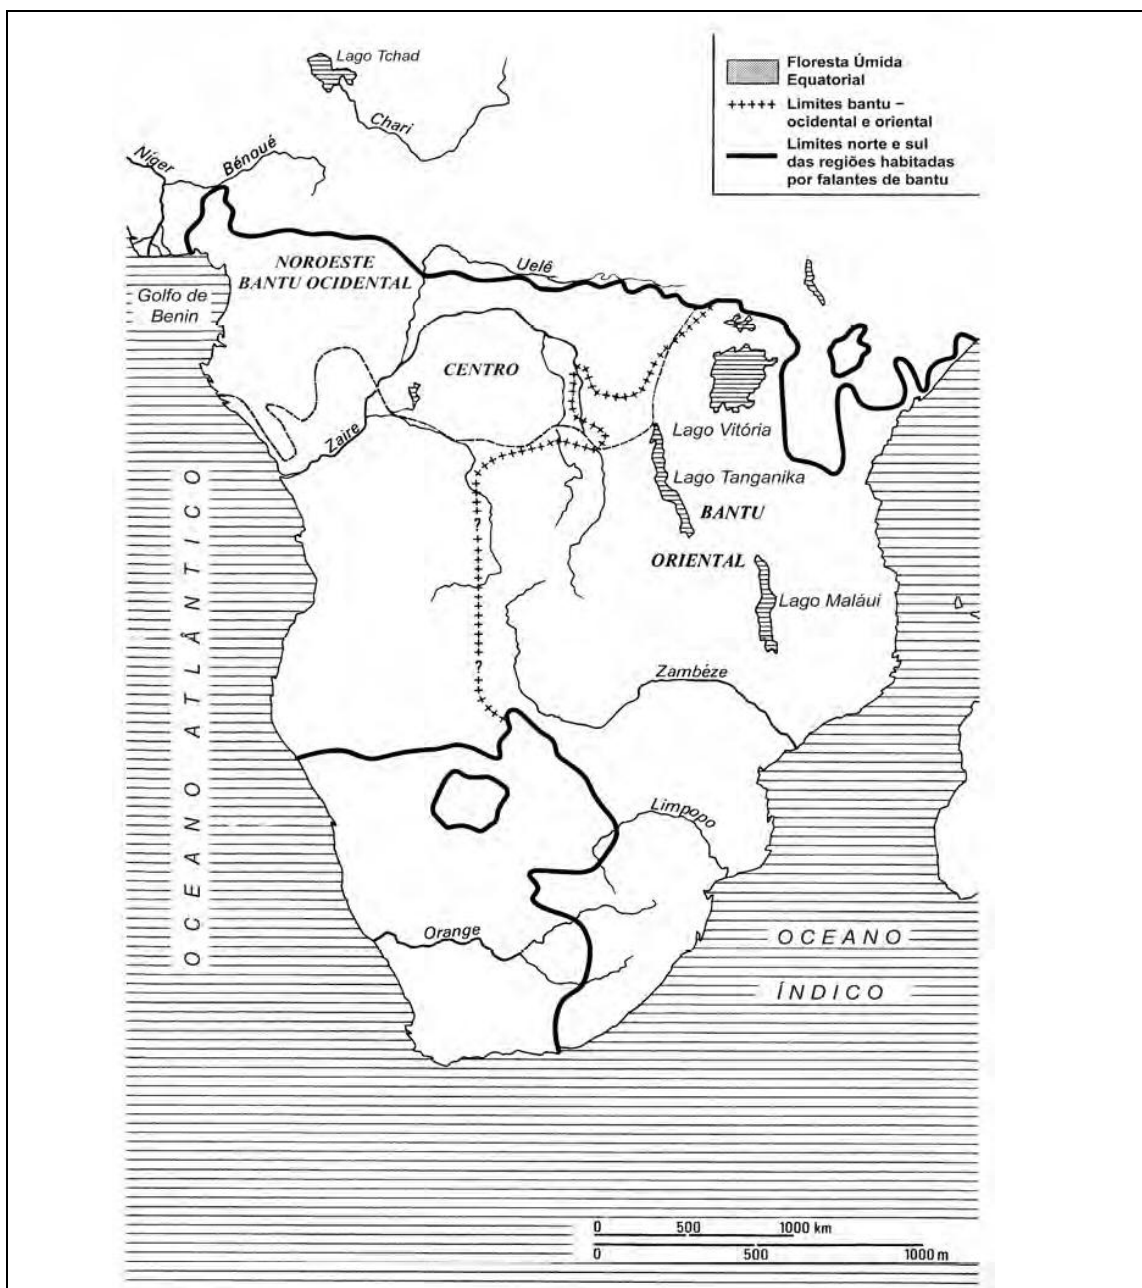 Lago Tchad
Chari
Níger
Bénoué
Floresta Úmida
Equatorial
+++++ Limites bantu –
ocidental e oriental
Limites norte e sul
das regiões habitadas
por falantes de bantu
NOROESTE
BANTU OCIDENTAL
Uelê
Golfo de
Benin
CENTRO
Zaire
Lago Vitória
Lago Tanganika
BANTU
ORIENTAL
?
Lago Maláui
?
Zambéze
OCEANO ATLÂNTICO
Limpopo
Orange
OCEANO
ÍNDICO
0 500 1000 km
0 500 1000 m